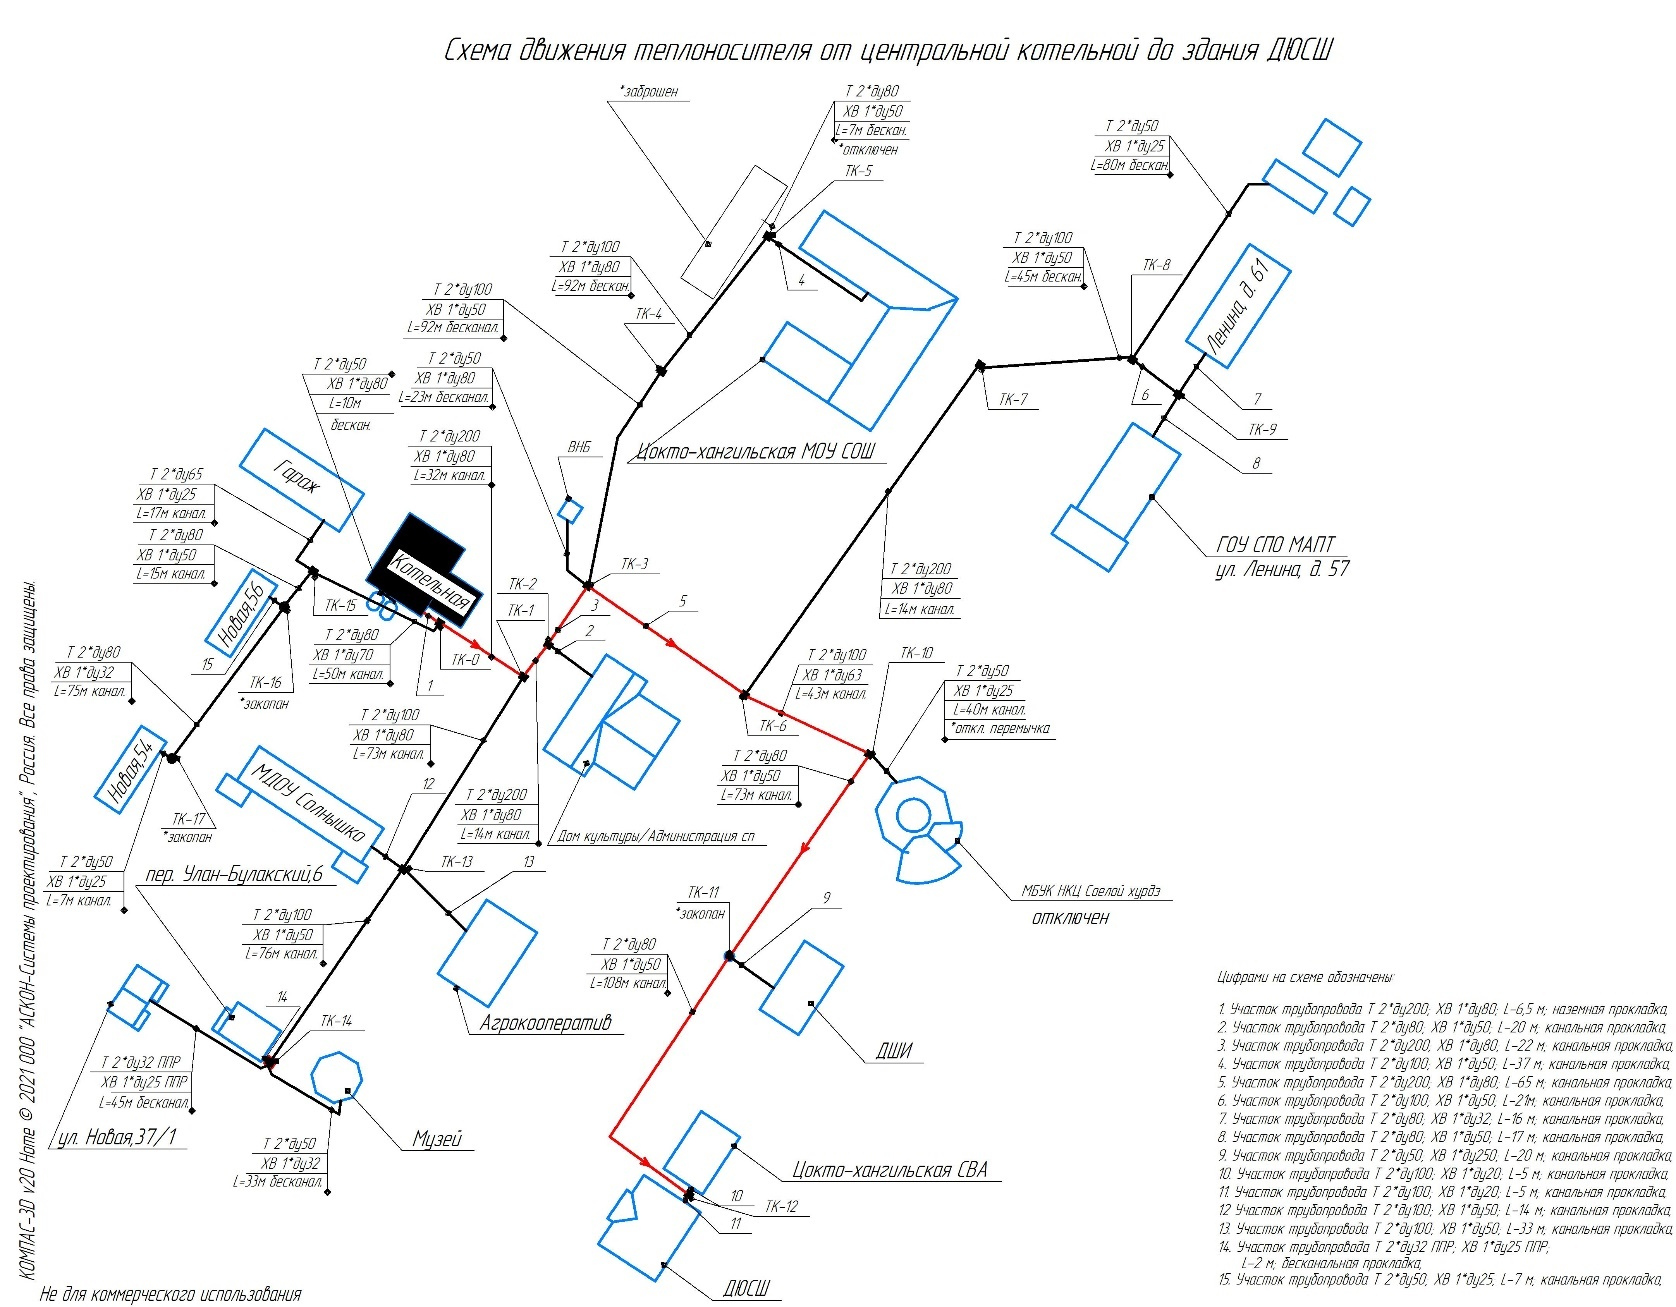 Схема движения теплоносителя от центральной котельной до здания ДЮСШ
*заброшен
Т 2*ду80
ХВ 1*ду50
L=7м бескан.
*отключен
ТК-5
Т 2*ду50
ХВ 1*ду25
L=80м бескан.
Т 2*ду100
ХВ 1*ду80
L=92м бескан.
4
Т 2*ду100
ХВ 1*ду50
L=45м бескан.
ТК-8
Ленина, д. 61
Т 2*ду100
ХВ 1*ду50
L=92м бесканал.
ТК-4
Т 2*ду50
ХВ 1*ду80
L=23м бесканал.
Т 2*ду50
ХВ 1*ду80
L=10м
бескан.
ТК-7
6
7
ТК-9
8
Т 2*ду200
ХВ 1*ду80
L=32м канал.
ВНБ
Цокто-хангильская МОУ СОШ
Гараж
Т 2*ду65
ХВ 1*ду25
L=17м канал.
Т 2*ду80
ХВ 1*ду50
L=15м канал.
ГОУ СПО МАПТ
ул. Ленина, д. 57
Котельная
ТК-2
ТК-3
ТК-1
Т 2*ду200
ХВ 1*ду80
L=14м канал.
Новая,56
ТК-15
3
5
2
Т 2*ду80
ХВ 1*ду70
L=50м канал.
ТК-0
1
15
Т 2*ду80
ХВ 1*ду32
L=75м канал.
ТК-16
*закопан
Т 2*ду100
ХВ 1*ду63
L=43м канал.
ТК-10
Т 2*ду50
ХВ 1*ду25
L=40м канал.
*откл. перемычка
ТК-6
Т 2*ду100
ХВ 1*ду80
L=73м канал.
Новая,54
МДОУ Солнышко
12
Т 2*ду80
ХВ 1*ду50
L=73м канал.
Т 2*ду200
ХВ 1*ду80
L=14м канал.
Дом культуры/Администрация сп
ТК-17
*закопан
Т 2*ду50
ХВ 1*ду25
L=7м канал.
пер. Улан-Булакский,6
ТК-13
13
ТК-11
*закопан
9
МБУК НКЦ Соелой хурдэ
отключен
Т 2*ду100
ХВ 1*ду50
L=76м канал.
Т 2*ду80
ХВ 1*ду50
L=108м канал.
14
ТК-14
Агрокооператив
ДШИ
Т 2*ду32 ППР
ХВ 1*ду25 ППР
L=45м бесканал.
ул. Новая,37/1
Музей
Т 2*ду50
ХВ 1*ду32
L=33м бесканал.
Цокто-хангильская СВА
10
ТК-12
11
ДЮСШ
Цифрами на схеме обозначены:
1. Участок трубопровода Т 2*ду200; ХВ 1*ду80; L-6,5 м; наземная прокладка;
2. Участок трубопровода Т 2*ду80; ХВ 1*ду50; L-20 м; канальная прокладка;
3. Участок трубопровода Т 2*ду200; ХВ 1*ду80; L-22 м; канальная прокладка;
4. Участок трубопровода Т 2*ду100; ХВ 1*ду50; L-37 м; канальная прокладка;
5. Участок трубопровода Т 2*ду200; ХВ 1*ду80; L-65 м; канальная прокладка;
6. Участок трубопровода Т 2*ду100; ХВ 1*ду50; L-21м; канальная прокладка;
7. Участок трубопровода Т 2*ду80; ХВ 1*ду32; L-16 м; канальная прокладка;
8. Участок трубопровода Т 2*ду80; ХВ 1*ду50; L-17 м; канальная прокладка;
9. Участок трубопровода Т 2*ду50; ХВ 1*ду250; L-20 м; канальная прокладка;
10. Участок трубопровода Т 2*ду100; ХВ 1*ду20; L-5 м; канальная прокладка;
11. Участок трубопровода Т 2*ду100; ХВ 1*ду20; L-5 м; канальная прокладка;
12 Участок трубопровода Т 2*ду100; ХВ 1*ду50; L-14 м; канальная прокладка;
13. Участок трубопровода Т 2*ду100; ХВ 1*ду50; L-33 м; канальная прокладка;
14. Участок трубопровода Т 2*ду32 ППР; ХВ 1*ду25 ППР;
L-2 м; бесканальная прокладка;
15. Участок трубопровода Т 2*ду50; ХВ 1*ду25; L-7 м; канальная прокладка;
КОМПАС-3D v20 Home © 2021 ООО "АСКОН-Системы проектирования", Россия. Все права защищены.
Не для коммерческого использования